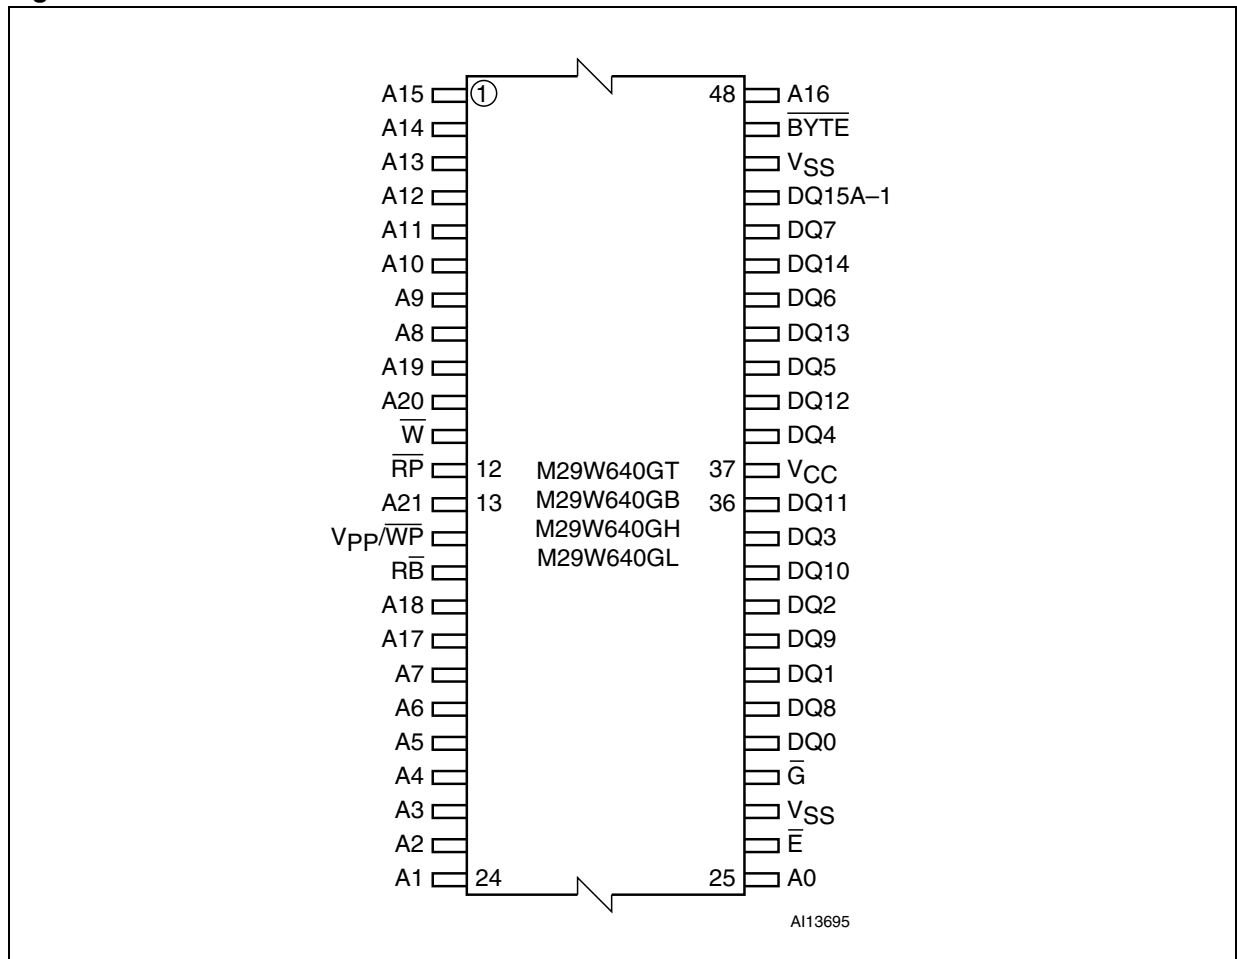 A15 1 48 A16
A14 B̅Y̅T̅E̅
A13 VSS
A12 DQ15A–1
A11 DQ7
A10 DQ14
A9 DQ6
A8 DQ13
A19 DQ5
A20 DQ12
W̅ DQ4
R̅P̅ 12 M29W640GT 37 VCC
A21 13 M29W640GB 36 DQ11
VPP/W̅P̅ M29W640GH DQ3
RB̅ M29W640GL DQ10
A18 DQ2
A17 DQ9
A7 DQ1
A6 DQ8
A5 DQ0
A4 G̅
A3 VSS
A2 E̅
A1 24 25 A0
AI13695